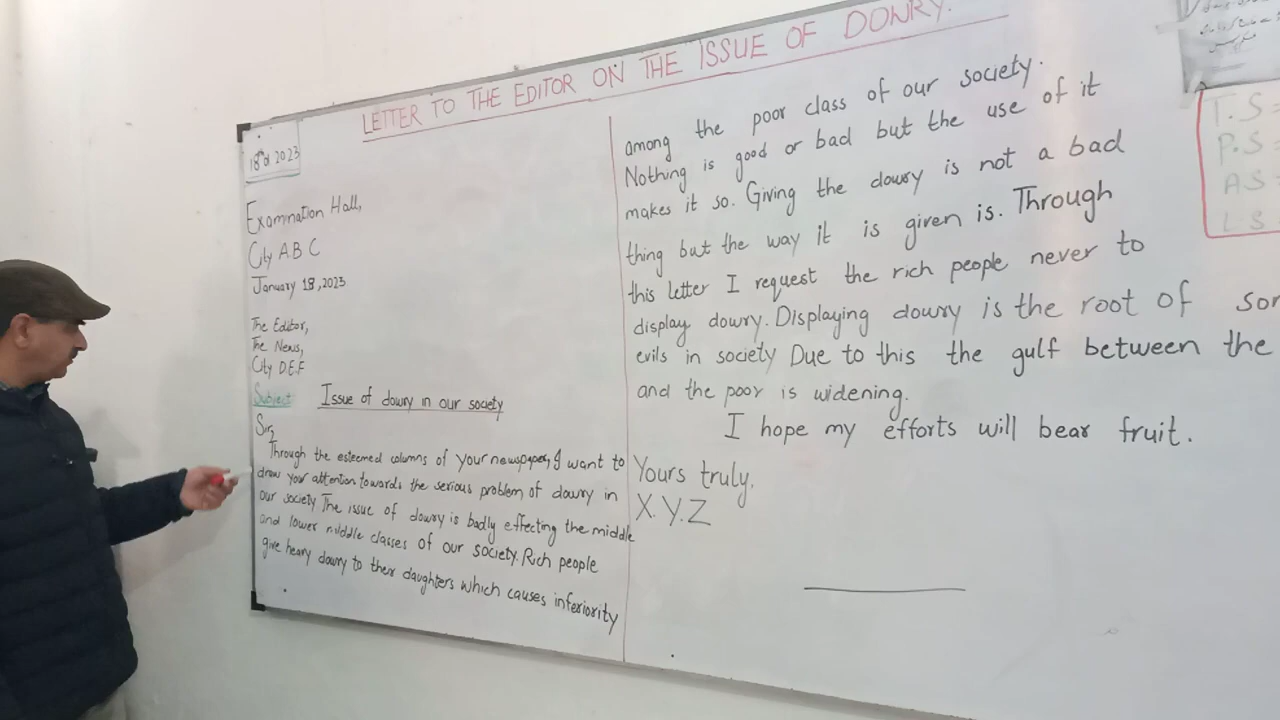 LETTER TO THE EDITOR ON THE ISSUE OF DOWRY.
18th 01 2023
Examination Hall,
City A.B C
January 18, 2023
The Editor,
The News,
City D.E.F
Subject Issue of dowry in our society
Sir,
Through the esteemed columns of your newspaper, I want to
draw your attention towards the serious problem of dowry in
our society The issue of dowry is badly effecting the middle
and lower middle classes of our society. Rich people
give heavy dowry to their daughters which causes inferiority
among the poor class of our society.
Nothing is good or bad but the use of it
makes it so. Giving the dowry is not a bad
thing but the way it is given is. Through
this letter I request the rich people never to
display dowry. Displaying dowry is the root of
evils in society Due to this the gulf between the
and the poor is widening.
I hope my efforts will bear fruit.
Yours truly,
X.Y.Z
T.S
P.S
A S
L S